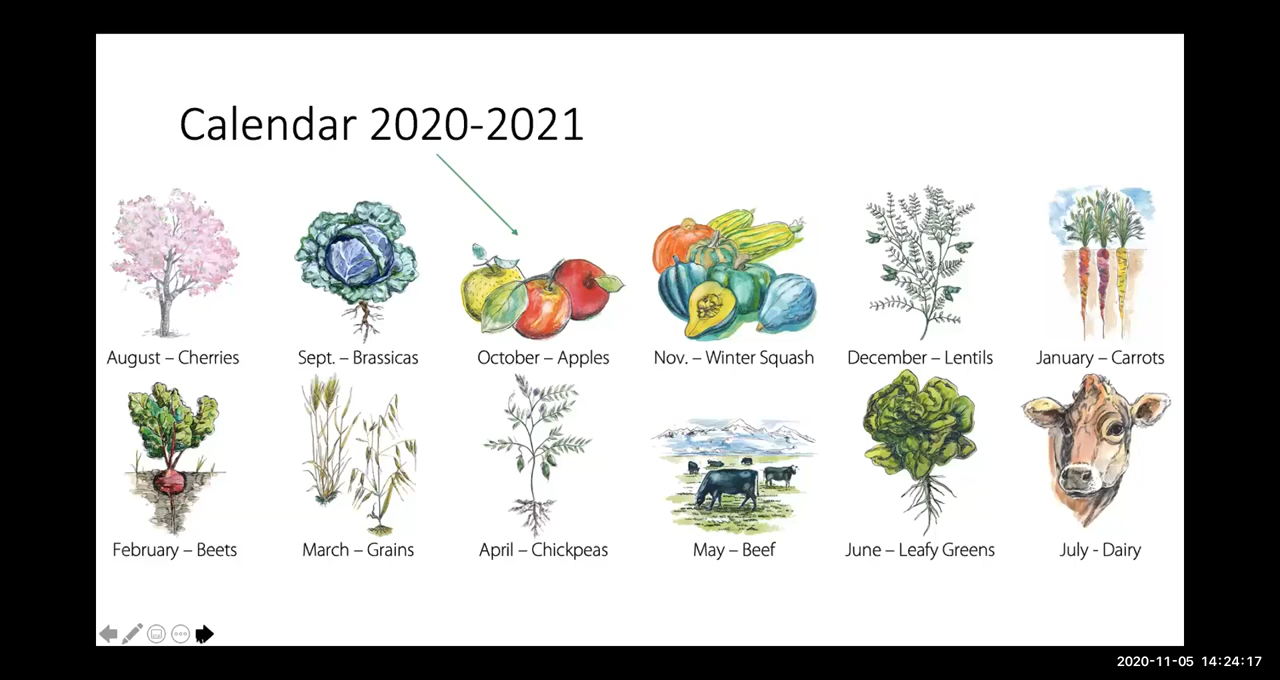 Calendar 2020-2021
August – Cherries
Sept. – Brassicas
October – Apples
Nov. – Winter Squash
December – Lentils
January – Carrots
February – Beets
March – Grains
April – Chickpeas
May – Beef
June – Leafy Greens
July - Dairy
2020-11-05 14:24:17